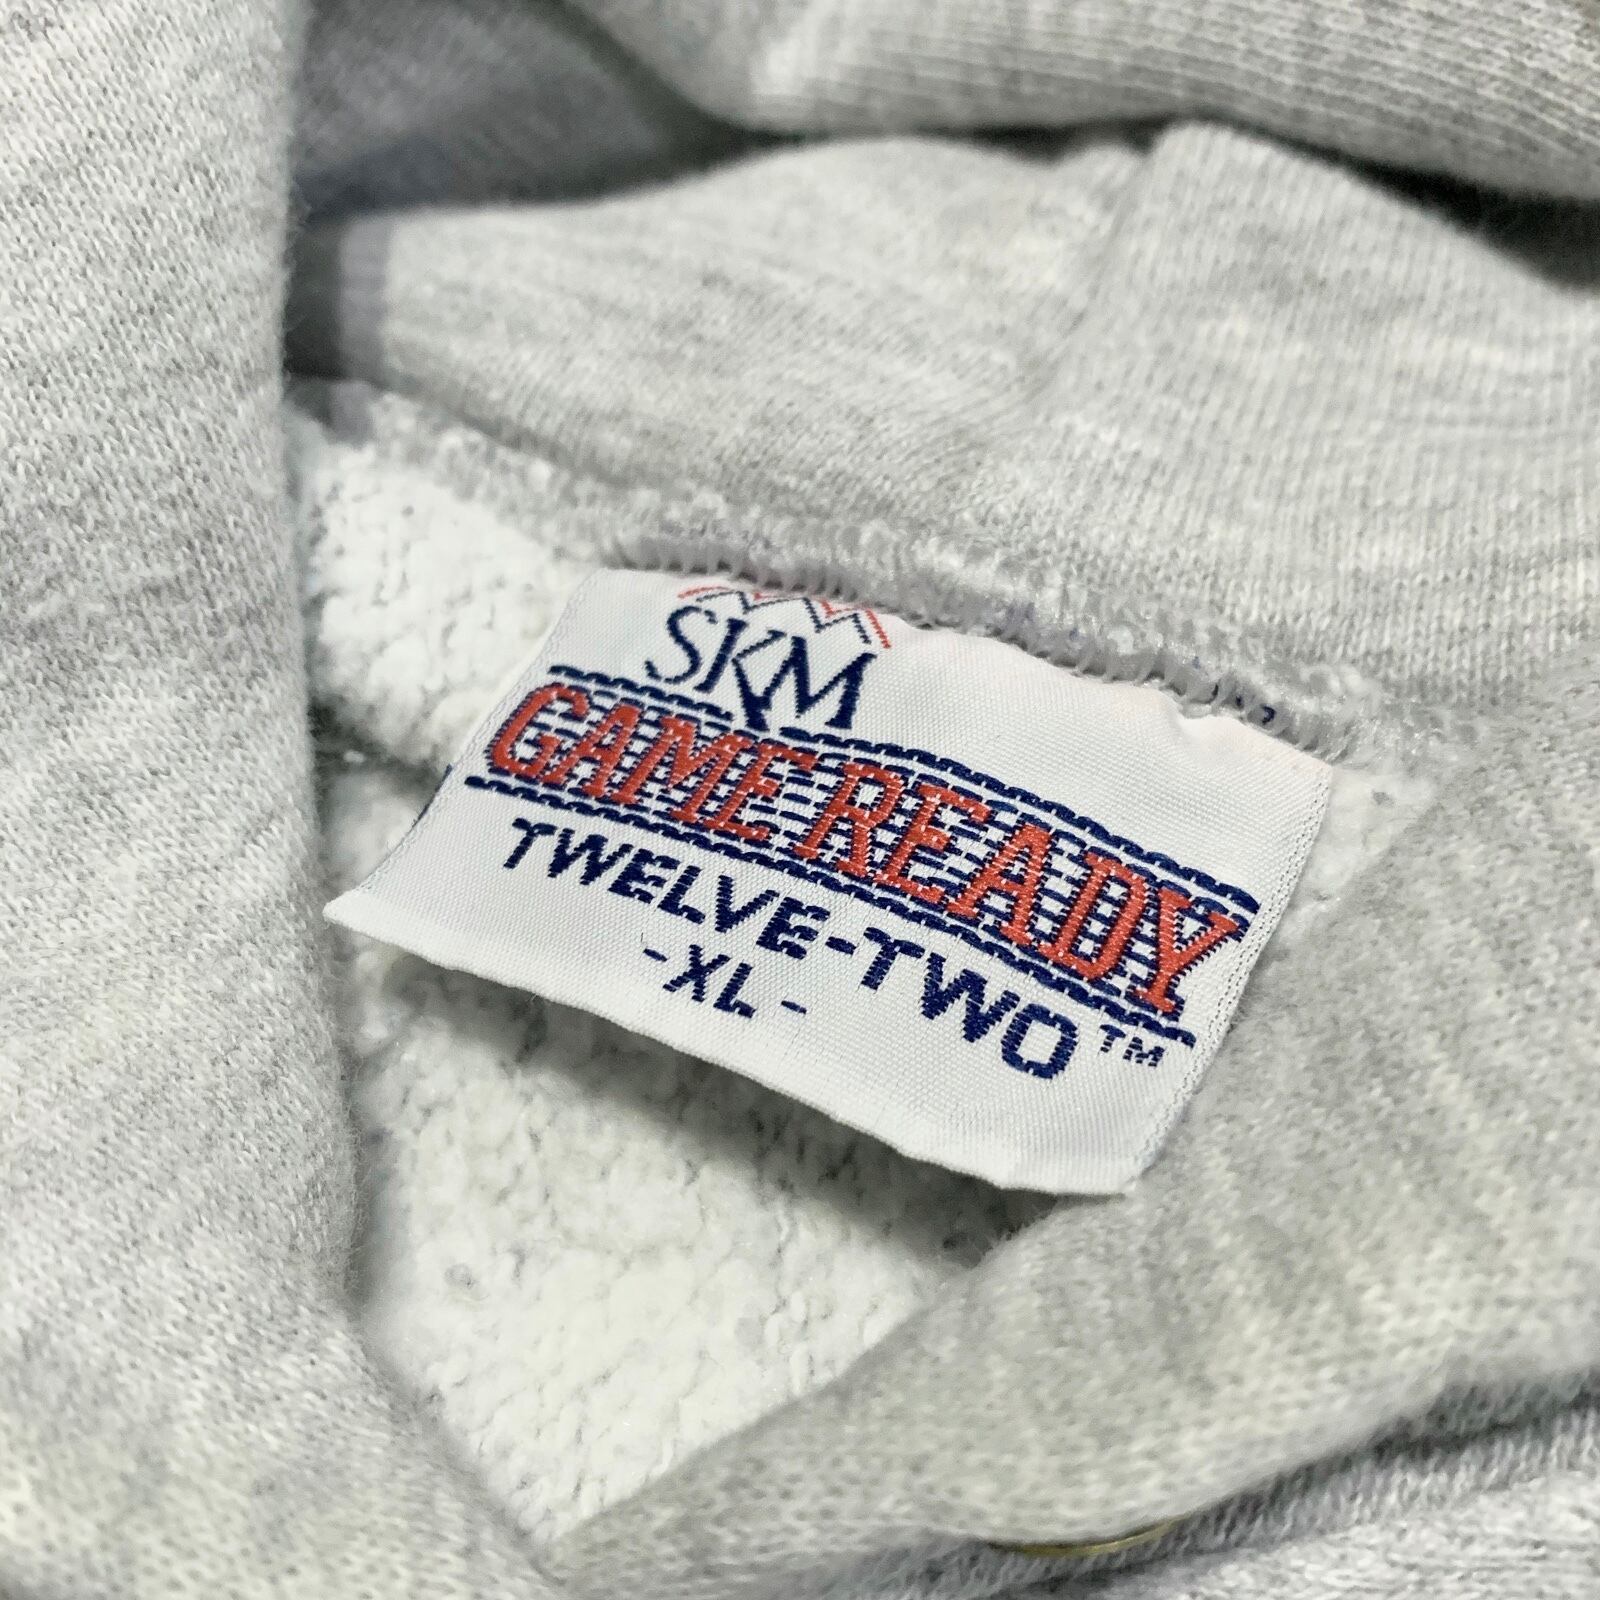 SKM
GAME READY
TWELVE-TWO™
-XL-